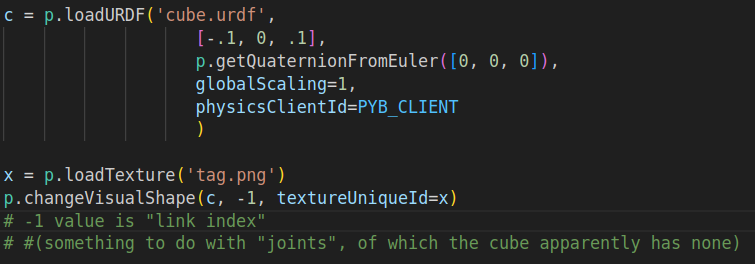 c = p.loadURDF('cube.urdf',
[-.1, 0, .1],
p.getQuaternionFromEuler([0, 0, 0]),
globalScaling=1,
physicsClientId=PYB_CLIENT
)
x = p.loadTexture('tag.png')
p.changeVisualShape(c, -1, textureUniqueId=x)
# -1 value is "link index"
# #(something to do with "joints", of which the cube apparently has none)